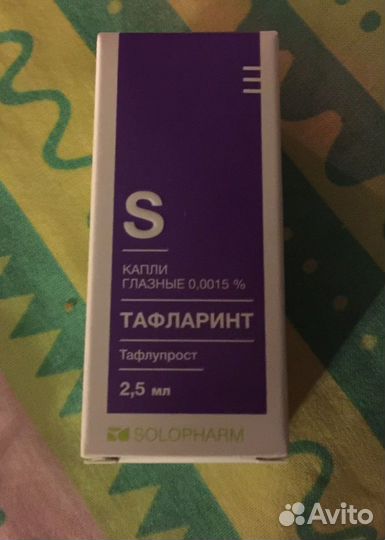 S
КАПЛИ
ГЛАЗНЫЕ 0,0015 %
ТАФЛАРИНТ
Тафлупрост
2,5 мл
SOLOPHARM
Avito